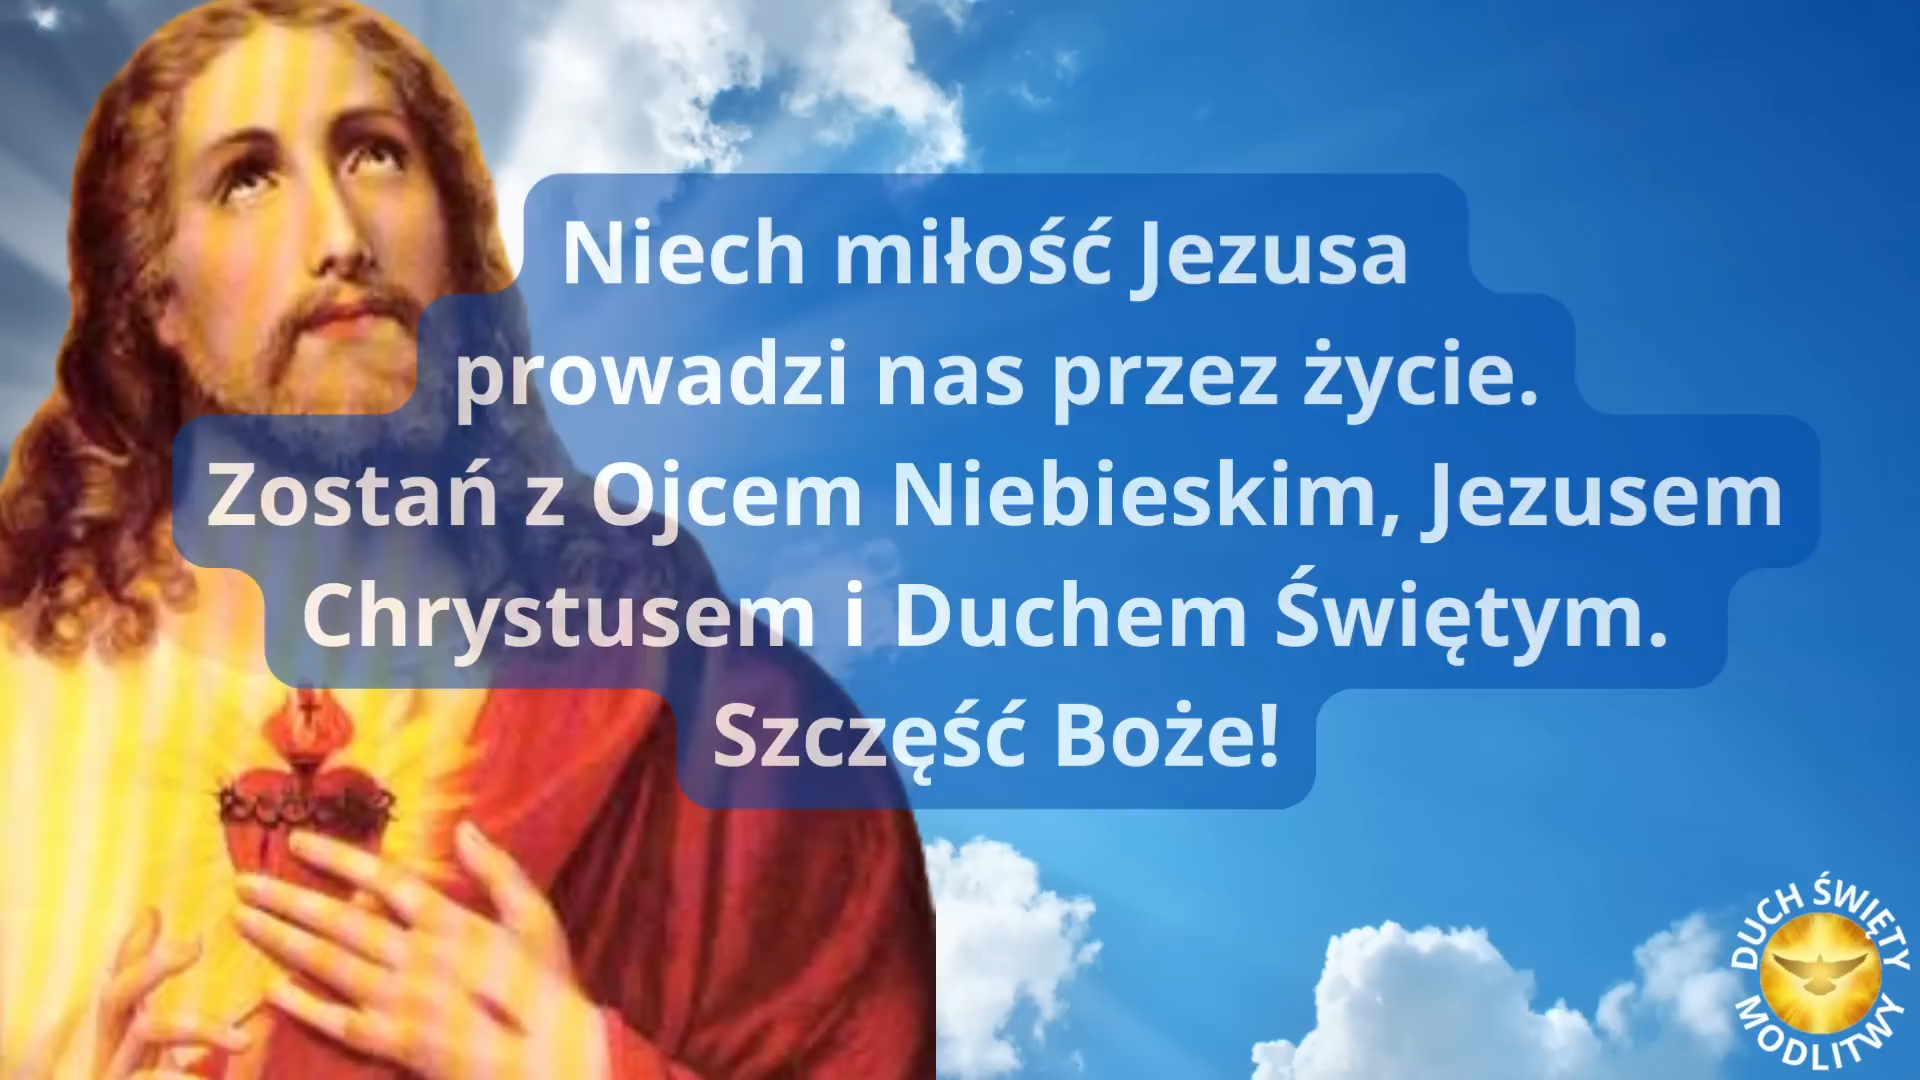 Niech miłość Jezusa
prowadzi nas przez życie.
Zostań z Ojcem Niebieskim, Jezusem
Chrystusem i Duchem Świętym.
Szczęść Boże!
DUCH ŚWIĘTY
MODLITWY